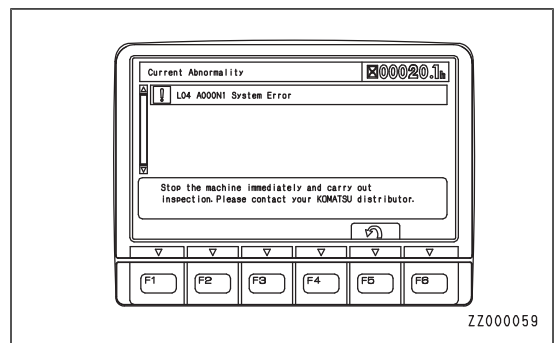 Current Abnormality
00020.1h
! L04 A000N1 System Error
Stop the machine immediately and carry out
inspection. Please contact your KOMATSU distributor.
F1 F2 F3 F4 F5 F6
ZZ000059